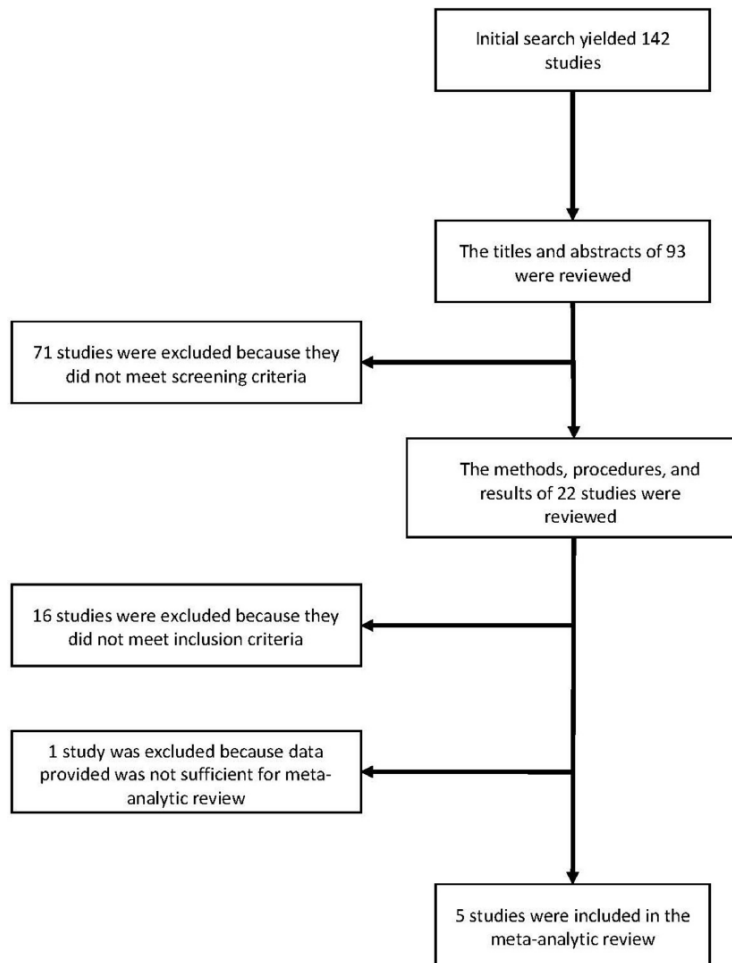 Initial search yielded 142
studies
The titles and abstracts of 93
were reviewed
71 studies were excluded because they
did not meet screening criteria
The methods, procedures, and
results of 22 studies were
reviewed
16 studies were excluded because they
did not meet inclusion criteria
1 study was excluded because data
provided was not sufficient for meta-
analytic review
5 studies were included in the
meta-analytic review